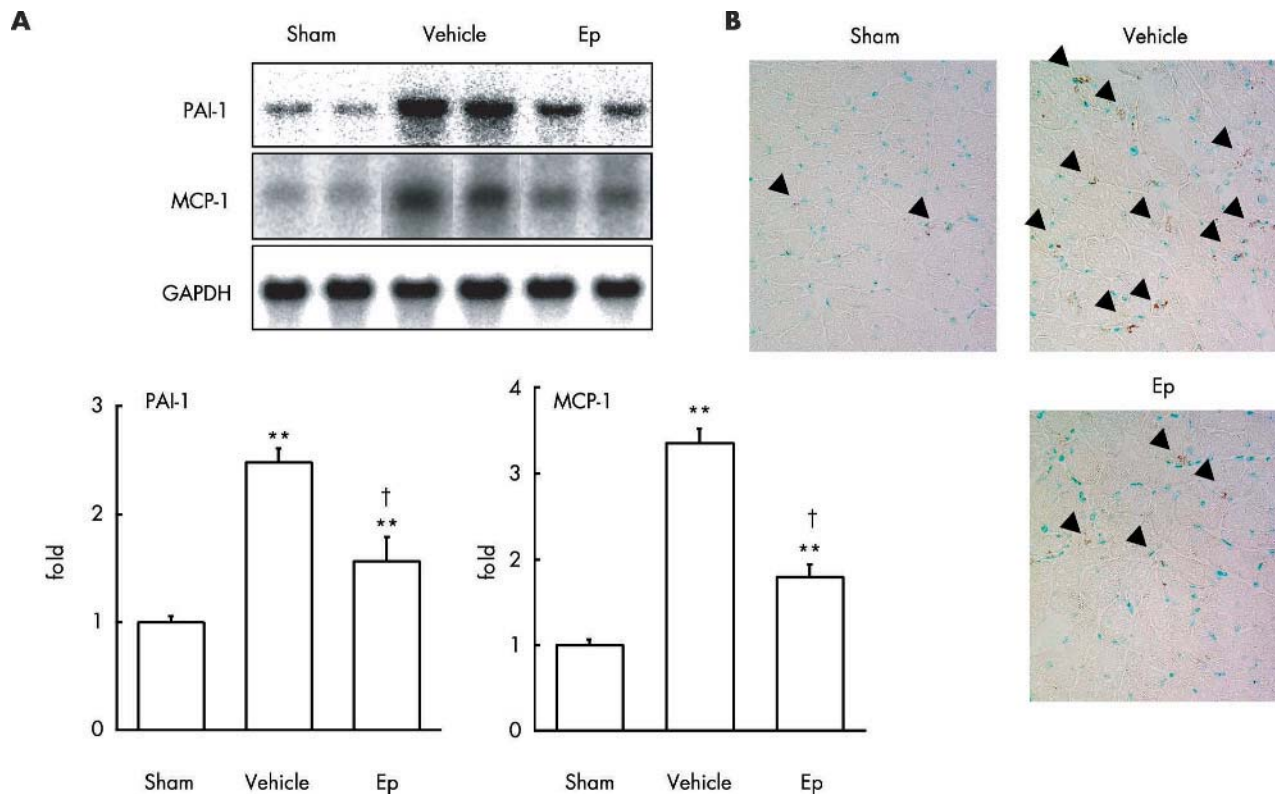 A
Sham Vehicle Ep
PAI-1
MCP-1
GAPDH
PAI-1
3
2
1
0
fold
**
†
**
Sham Vehicle Ep
MCP-1
4
3
2
1
0
fold
**
†
**
Sham Vehicle Ep
B
Sham Vehicle
Ep